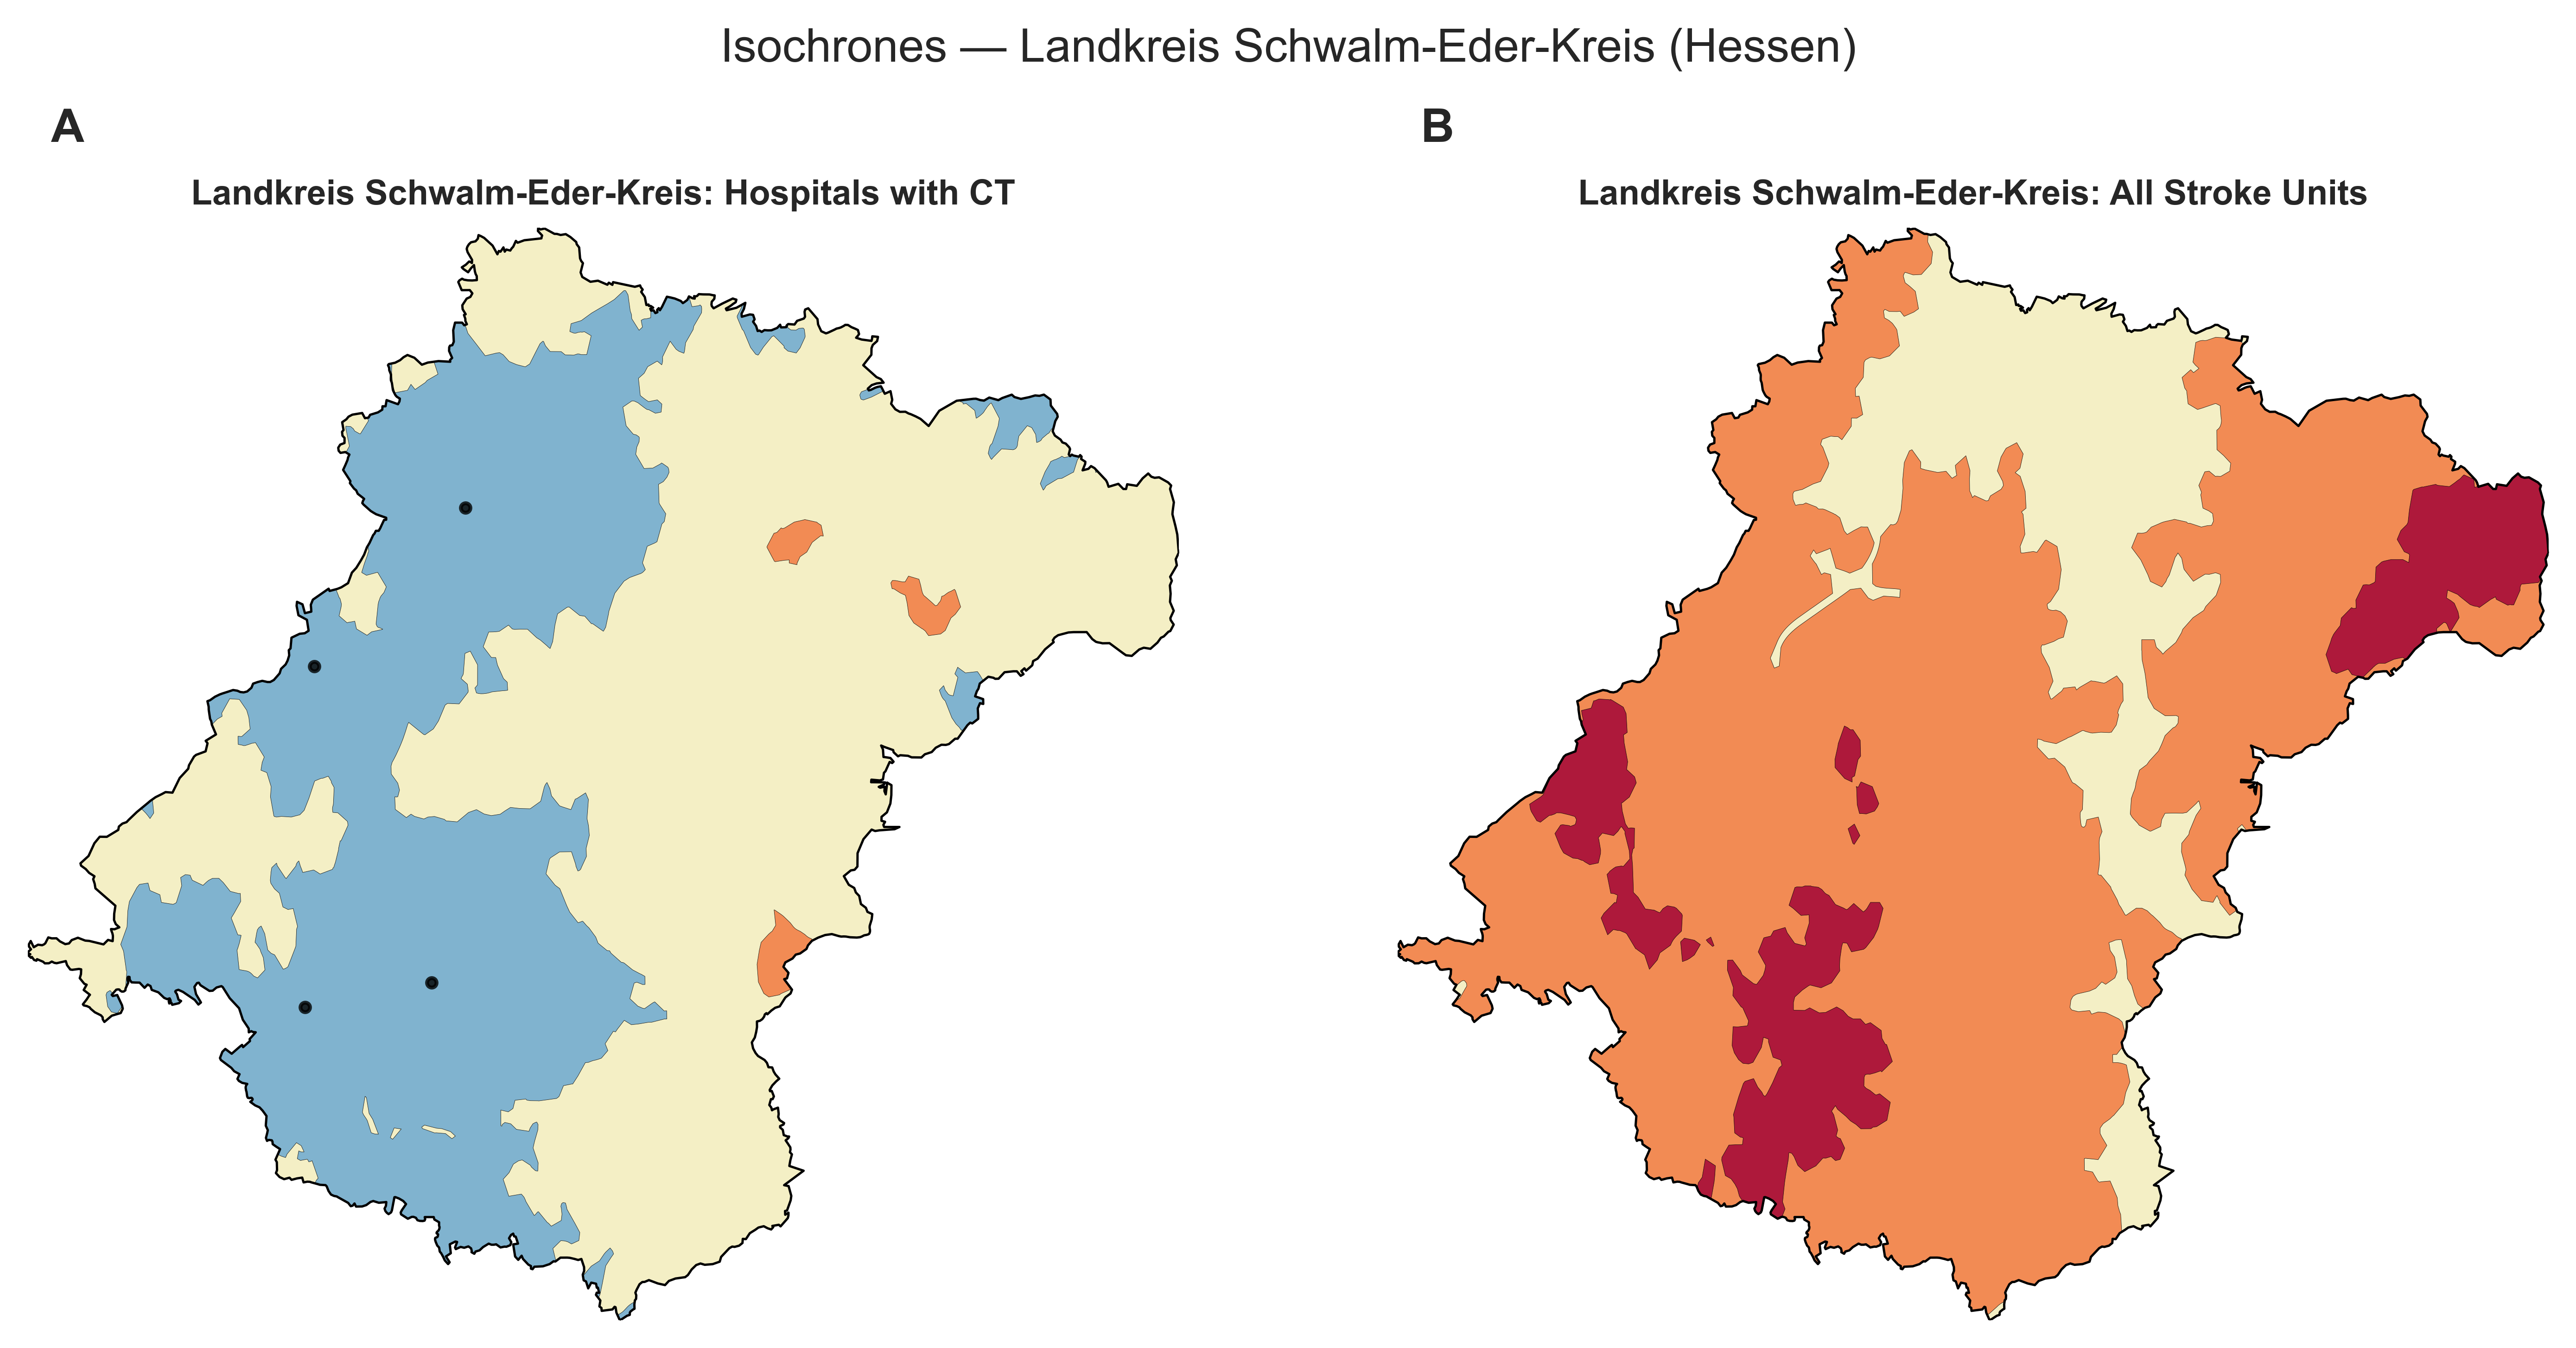 Isochrones — Landkreis Schwalm-Eder-Kreis (Hessen)
A
B
Landkreis Schwalm-Eder-Kreis: Hospitals with CT
Landkreis Schwalm-Eder-Kreis: All Stroke Units